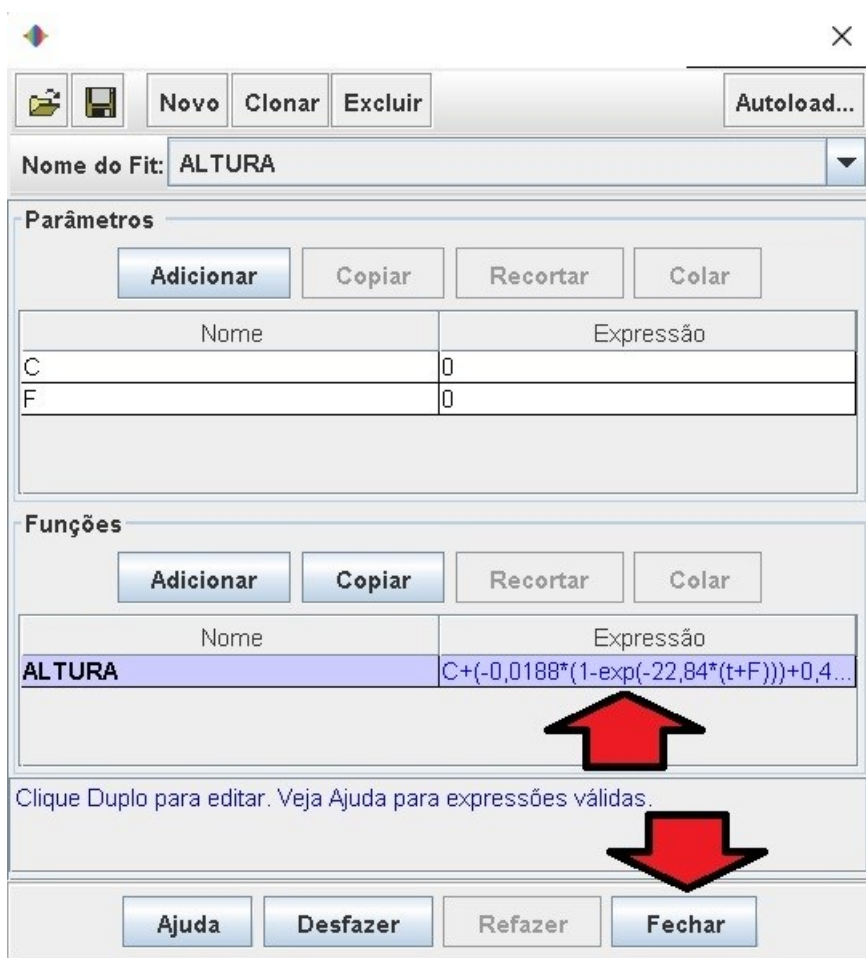 Novo Clonar Excluir Autoload...
Nome do Fit: ALTURA
Parâmetros
Adicionar Copiar Recortar Colar
Nome Expressão
C 0
F 0
Funções
Adicionar Copiar Recortar Colar
Nome Expressão
ALTURA C+(-0,0188*(1-exp(-22,84*(t+F)))+0,4...
Clique Duplo para editar. Veja Ajuda para expressões válidas.
Ajuda Desfazer Refazer Fechar